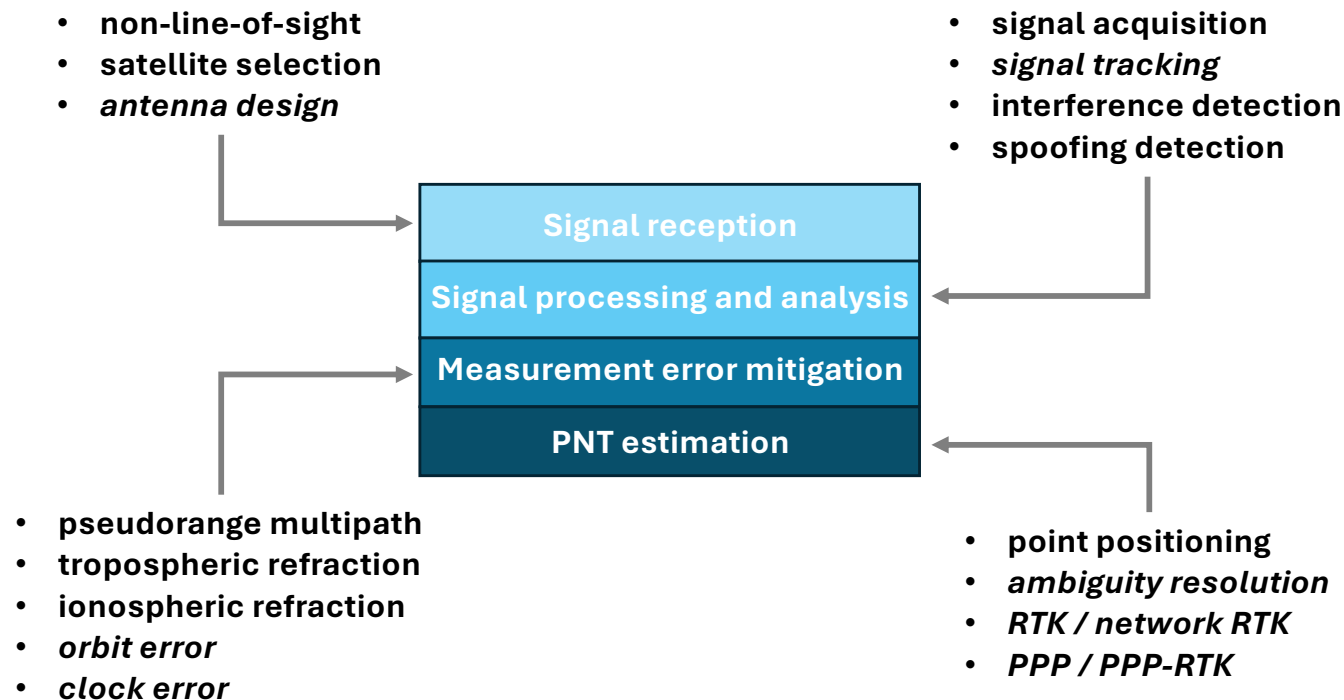 • non-line-of-sight
• satellite selection
• antenna design
• signal acquisition
• signal tracking
• interference detection
• spoofing detection
Signal reception
Signal processing and analysis
Measurement error mitigation
PNT estimation
• pseudorange multipath
• tropospheric refraction
• ionospheric refraction
• orbit error
• clock error
• point positioning
• ambiguity resolution
• RTK / network RTK
• PPP / PPP-RTK